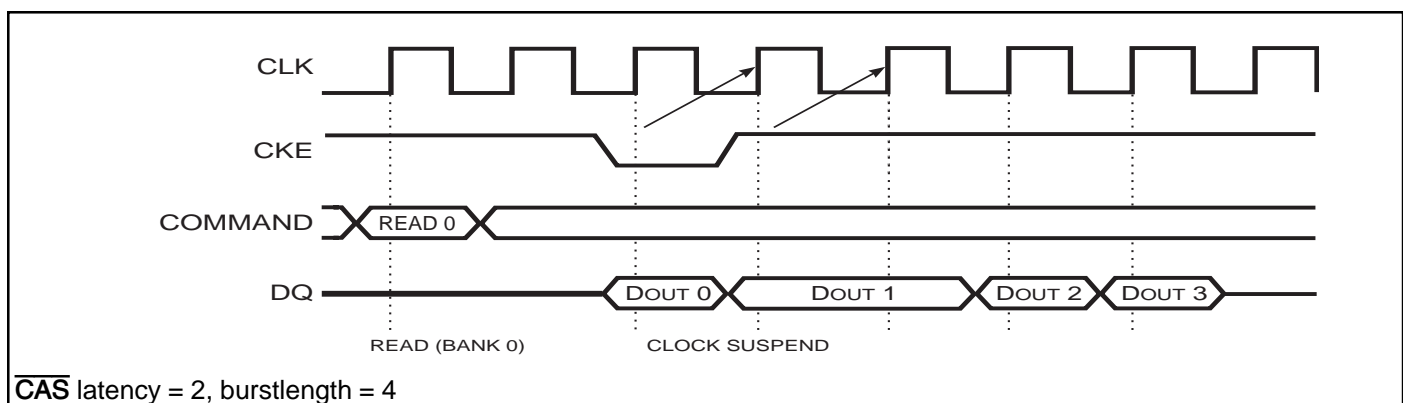 CLK
CKE
COMMAND READ 0
DQ DOUT 0 DOUT 1 DOUT 2 DOUT 3
READ (BANK 0) CLOCK SUSPEND
CAS latency = 2, burstlength = 4